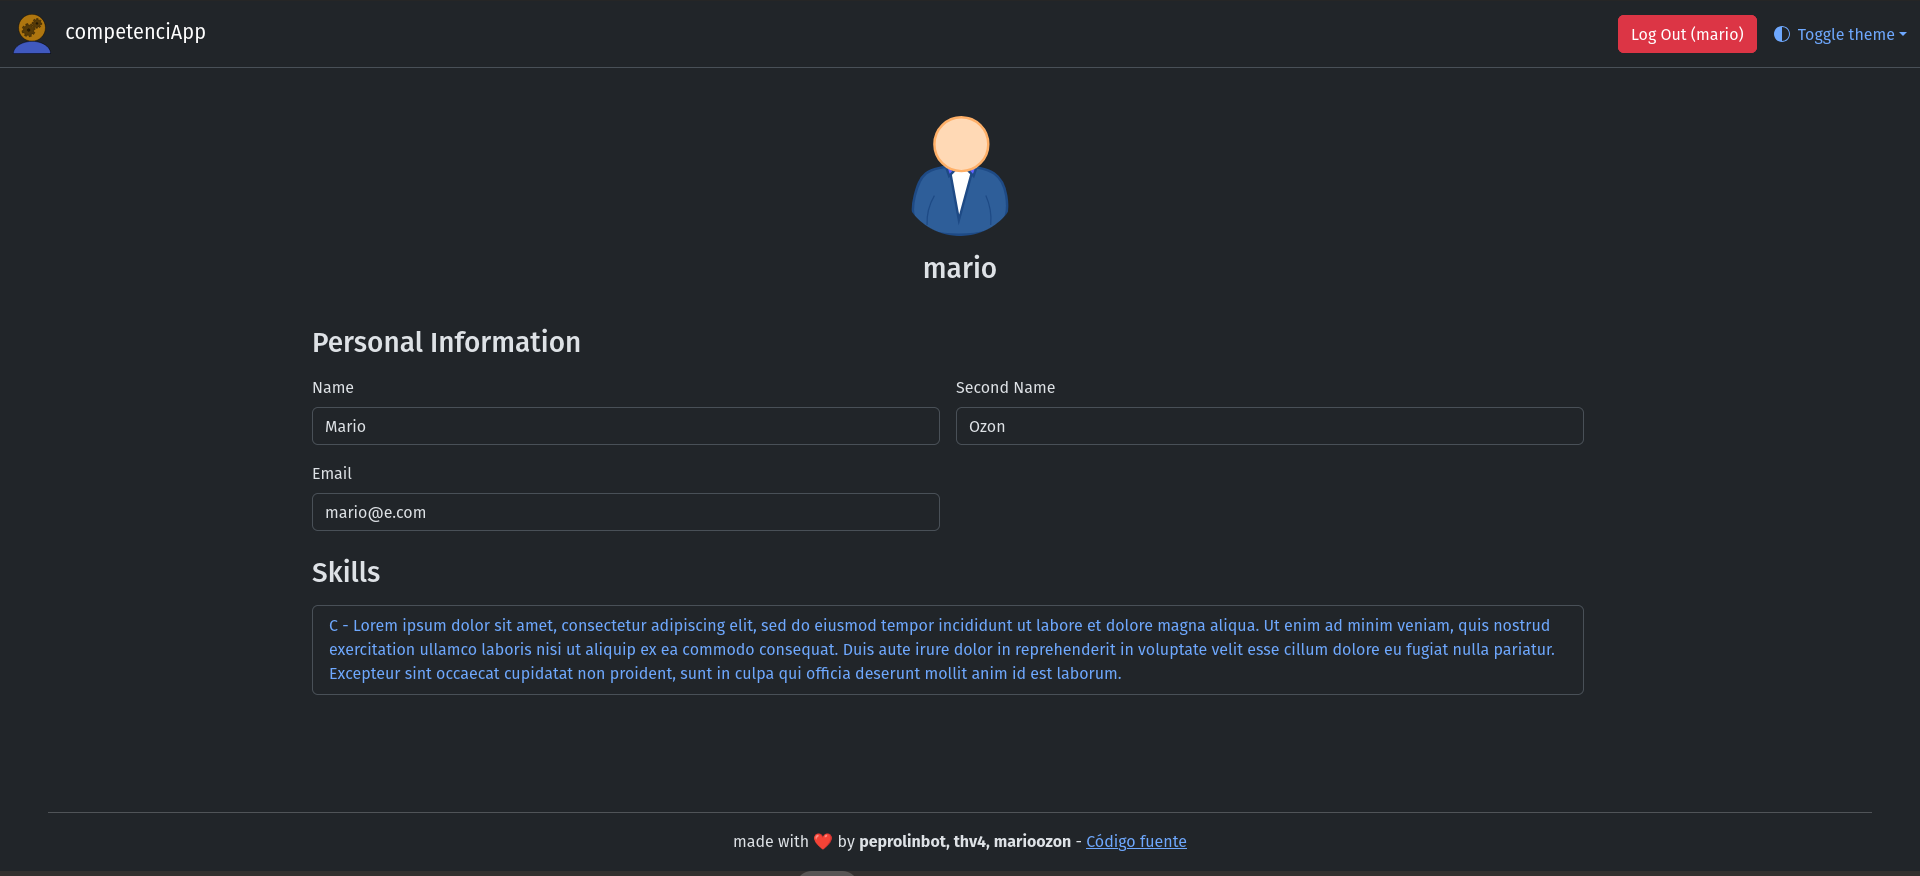 competenciApp
Log Out (mario)
Toggle theme
mario
Personal Information
Name
Second Name
Mario
Ozon
Email
mario@e.com
Skills
C - Lorem ipsum dolor sit amet, consectetur adipiscing elit, sed do eiusmod tempor incididunt ut labore et dolore magna aliqua. Ut enim ad minim veniam, quis nostrud
exercitation ullamco laboris nisi ut aliquip ex ea commodo consequat. Duis aute irure dolor in reprehenderit in voluptate velit esse cillum dolore eu fugiat nulla pariatur.
Excepteur sint occaecat cupidatat non proident, sunt in culpa qui officia deserunt mollit anim id est laborum.
made with ❤️ by peprolinbot, thv4, marioozon - Código fuente